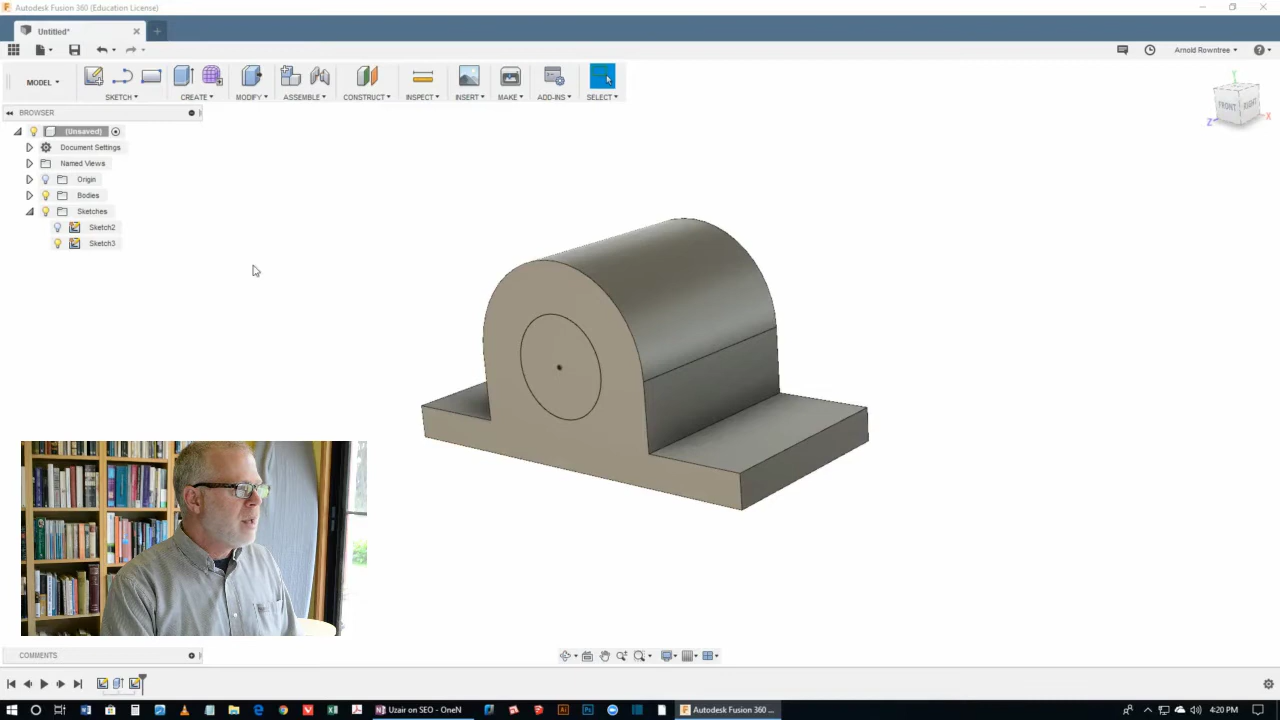 Autodesk Fusion 360 (Education License)
Untitled*
Arnold Rowntree
MODEL
SKETCH
CREATE
MODIFY
ASSEMBLE
CONSTRUCT
INSPECT
INSERT
MAKE
ADD-INS
SELECT
BROWSER
(Unsaved)
Document Settings
Named Views
Origin
Bodies
Sketches
Sketch2
Sketch3
Y
FRONT
RIGHT
Z
X
COMMENTS
Uzair on SEO - OneN
Autodesk Fusion 360 ...
4:20 PM